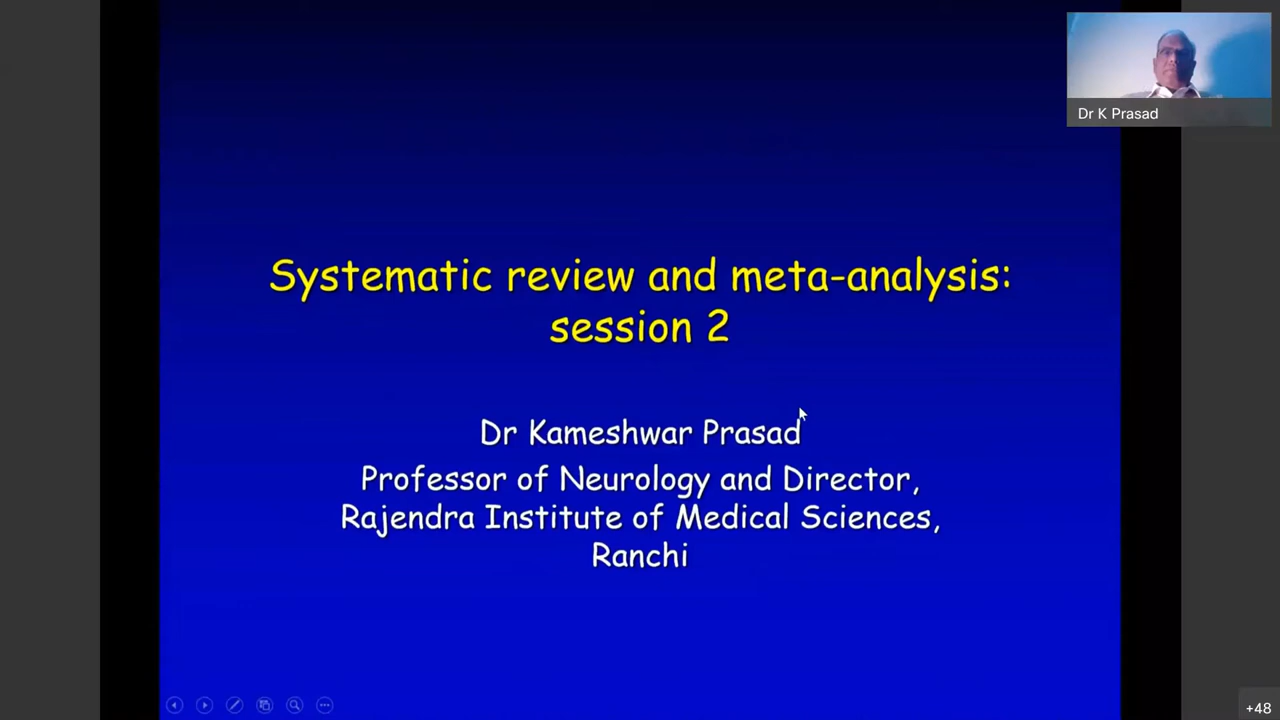 Dr K Prasad
Systematic review and meta-analysis:
session 2
Dr Kameshwar Prasad
Professor of Neurology and Director,
Rajendra Institute of Medical Sciences,
Ranchi
+48